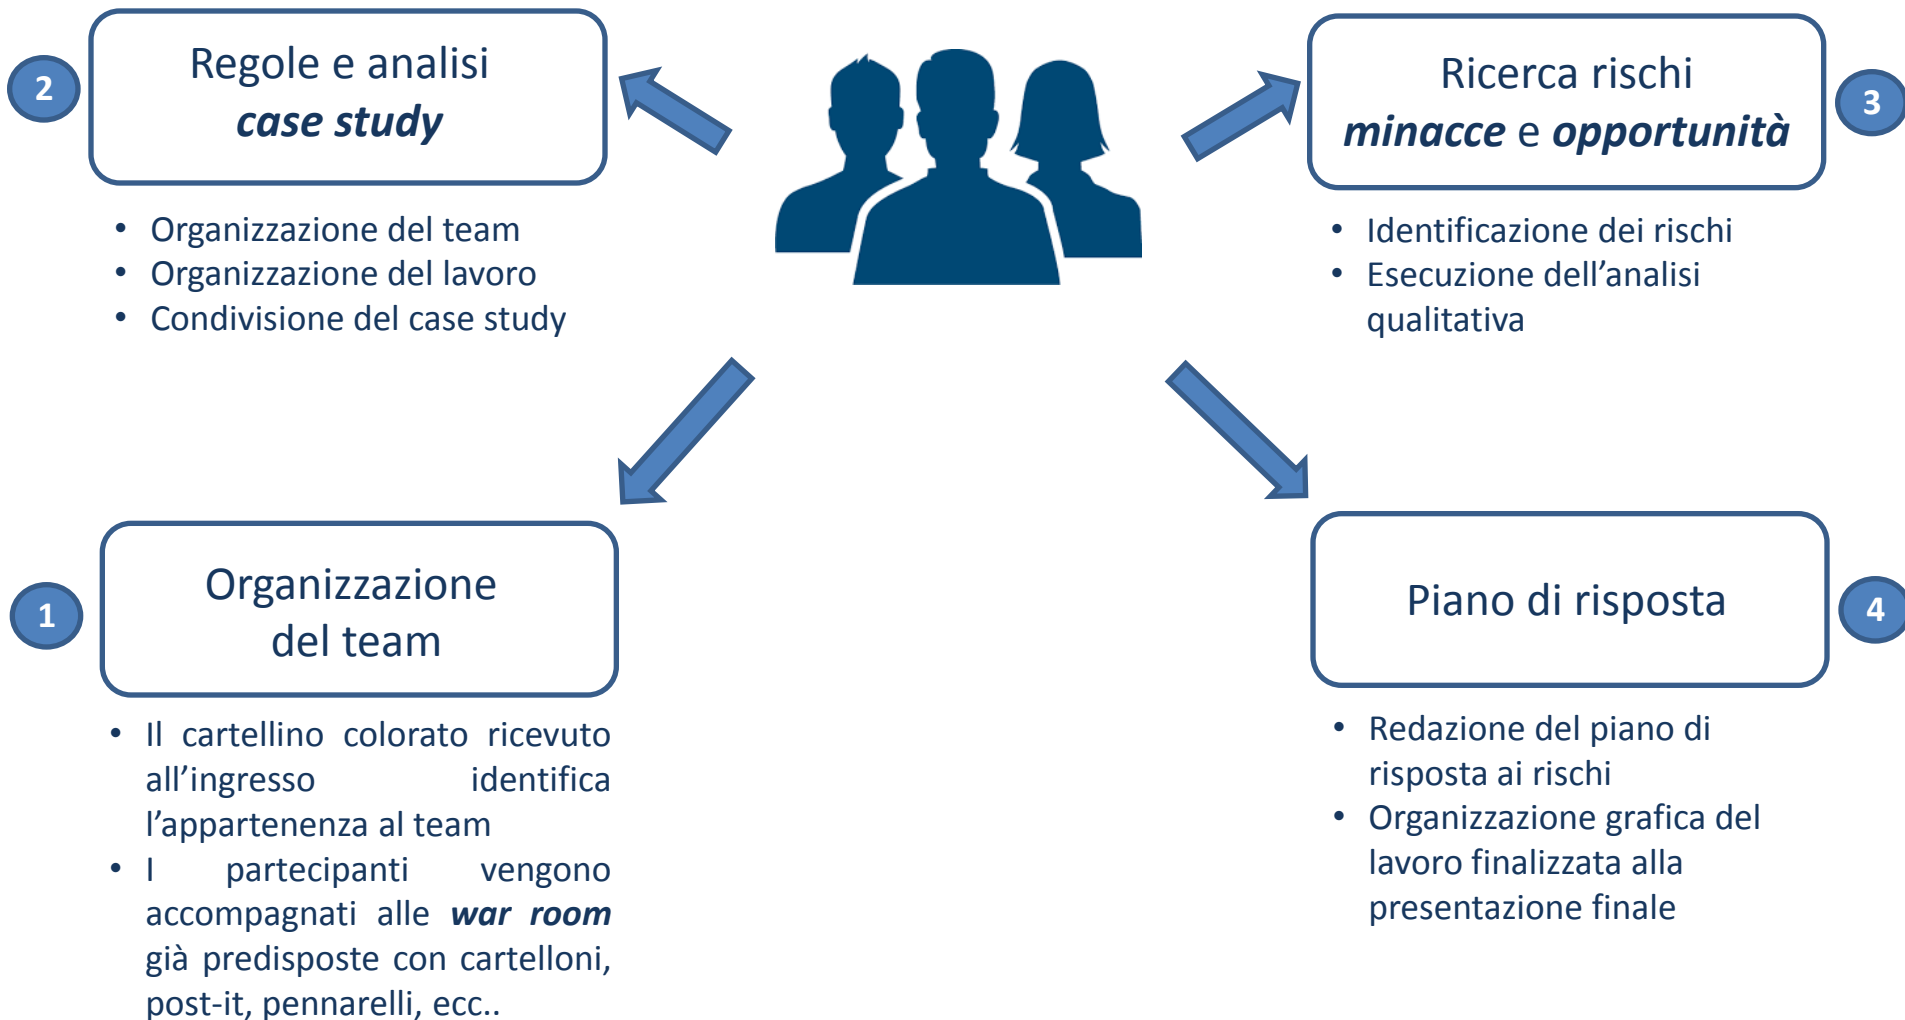 2
Regole e analisi
case study
• Organizzazione del team
• Organizzazione del lavoro
• Condivisione del case study
Ricerca rischi
minacce e opportunità
3
• Identificazione dei rischi
• Esecuzione dell’analisi
qualitativa
1
Organizzazione
del team
• Il cartellino colorato ricevuto
all’ingresso identifica
l’appartenenza al team
• I partecipanti vengono
accompagnati alle war room
già predisposte con cartelloni,
post-it, pennarelli, ecc..
Piano di risposta
4
• Redazione del piano di
risposta ai rischi
• Organizzazione grafica del
lavoro finalizzata alla
presentazione finale